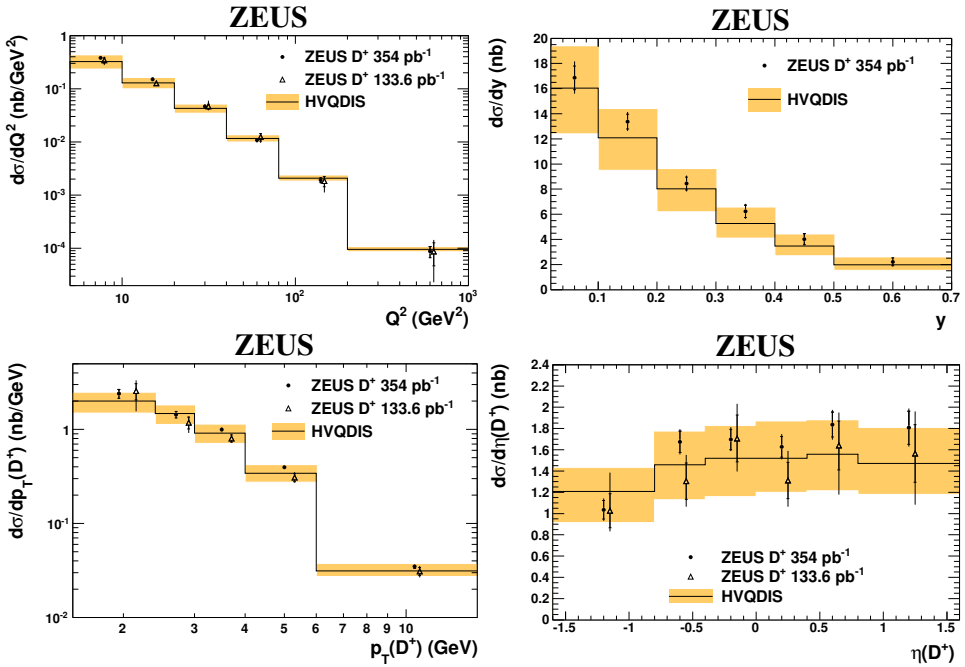 ZEUS
dσ/dQ² (nb/GeV²)
1
10⁻¹
10⁻²
10⁻³
10⁻⁴
ZEUS D⁺ 354 pb⁻¹
ZEUS D⁺ 133.6 pb⁻¹
HVQDIS
10 10² 10³
Q² (GeV²)
ZEUS
dσ/dy (nb)
20
18
16
14
12
10
8
6
4
2
0
ZEUS D⁺ 354 pb⁻¹
HVQDIS
0.1 0.2 0.3 0.4 0.5 0.6 0.7
y
ZEUS
dσ/dp_T(D⁺) (nb/GeV)
1
10⁻¹
10⁻²
ZEUS D⁺ 354 pb⁻¹
ZEUS D⁺ 133.6 pb⁻¹
HVQDIS
2 3 4 5 6 7 8 9 10
p_T(D⁺) (GeV)
ZEUS
dσ/dη(D⁺) (nb)
2.4
2.2
2
1.8
1.6
1.4
1.2
1
0.8
0.6
0.4
0.2
0
ZEUS D⁺ 354 pb⁻¹
ZEUS D⁺ 133.6 pb⁻¹
HVQDIS
-1.5 -1 -0.5 0 0.5 1 1.5
η(D⁺)